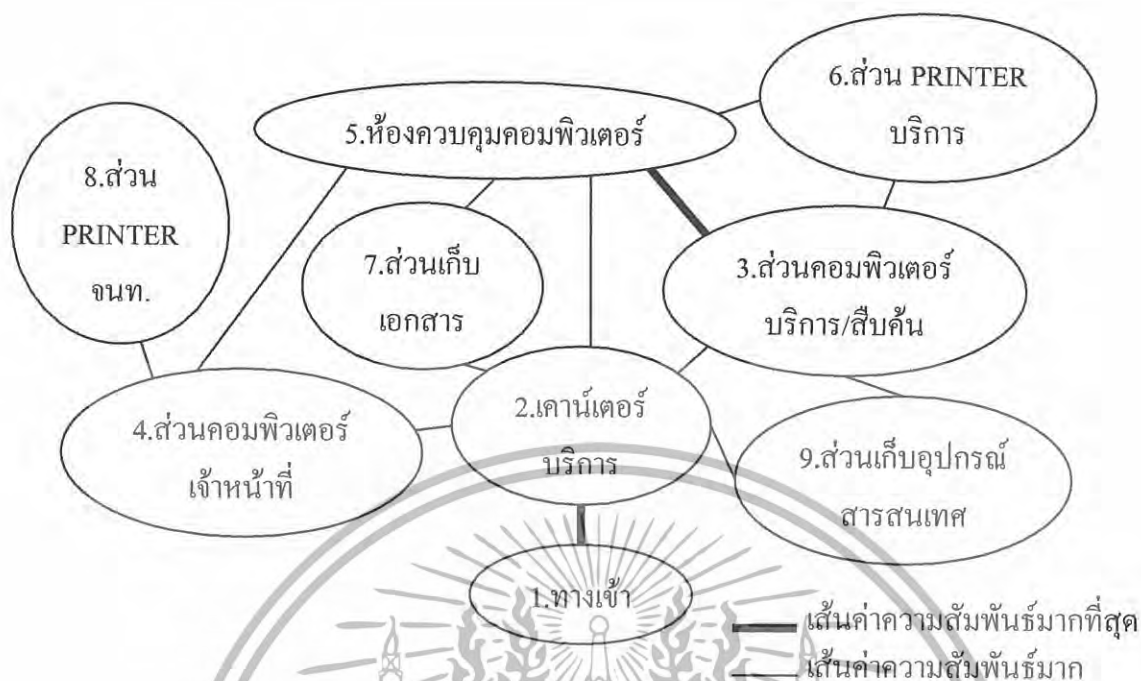 6.ส่วน PRINTER
บริการ
5.ห้องควบคุมคอมพิวเตอร์
8.ส่วน
PRINTER
จนท.
7.ส่วนเก็บ
เอกสาร
3.ส่วนคอมพิวเตอร์
บริการ/สืบค้น
2.เคาน์เตอร์
บริการ
4.ส่วนคอมพิวเตอร์
เจ้าหน้าที่
9.ส่วนเก็บอุปกรณ์
สารสนเทศ
1.ทางเข้า
เส้นค่าความสัมพันธ์มากที่สุด
เส้นค่าความสัมพันธ์มาก